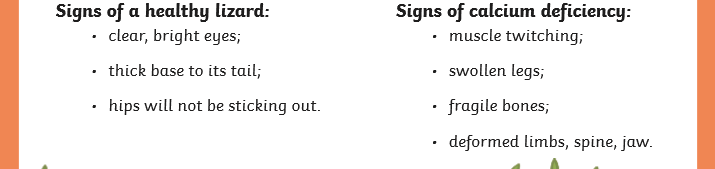 Signs of a healthy lizard:
• clear, bright eyes;
• thick base to its tail;
• hips will not be sticking out.
Signs of calcium deficiency:
• muscle twitching;
• swollen legs;
• fragile bones;
• deformed limbs, spine, jaw.